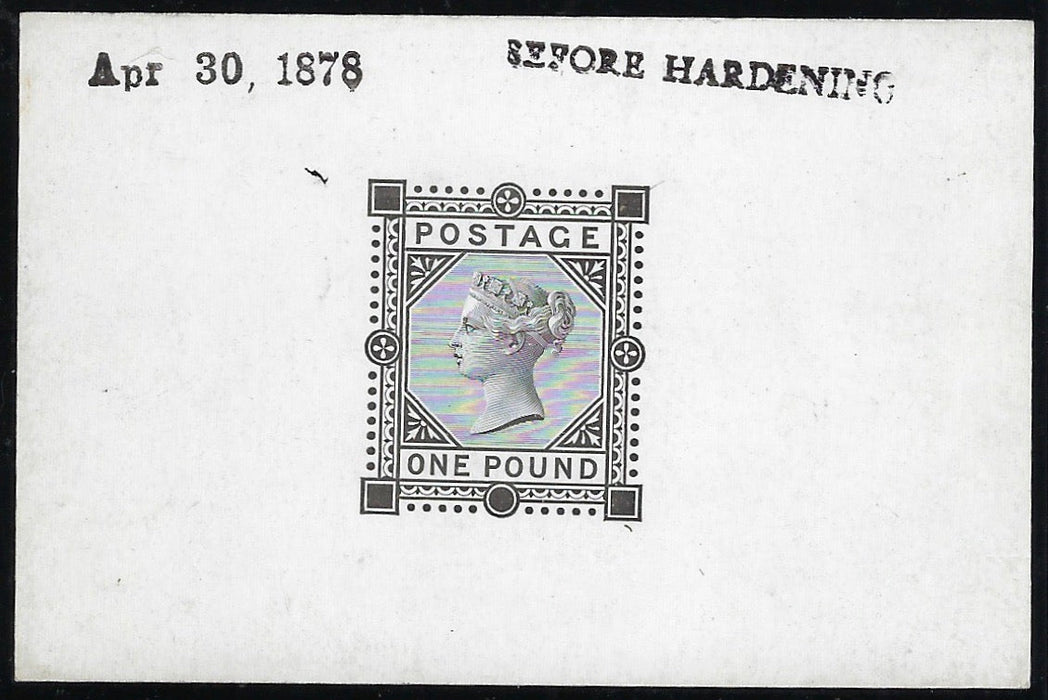 Apr 30, 1878
BEFORE HARDENING
POSTAGE
ONE POUND